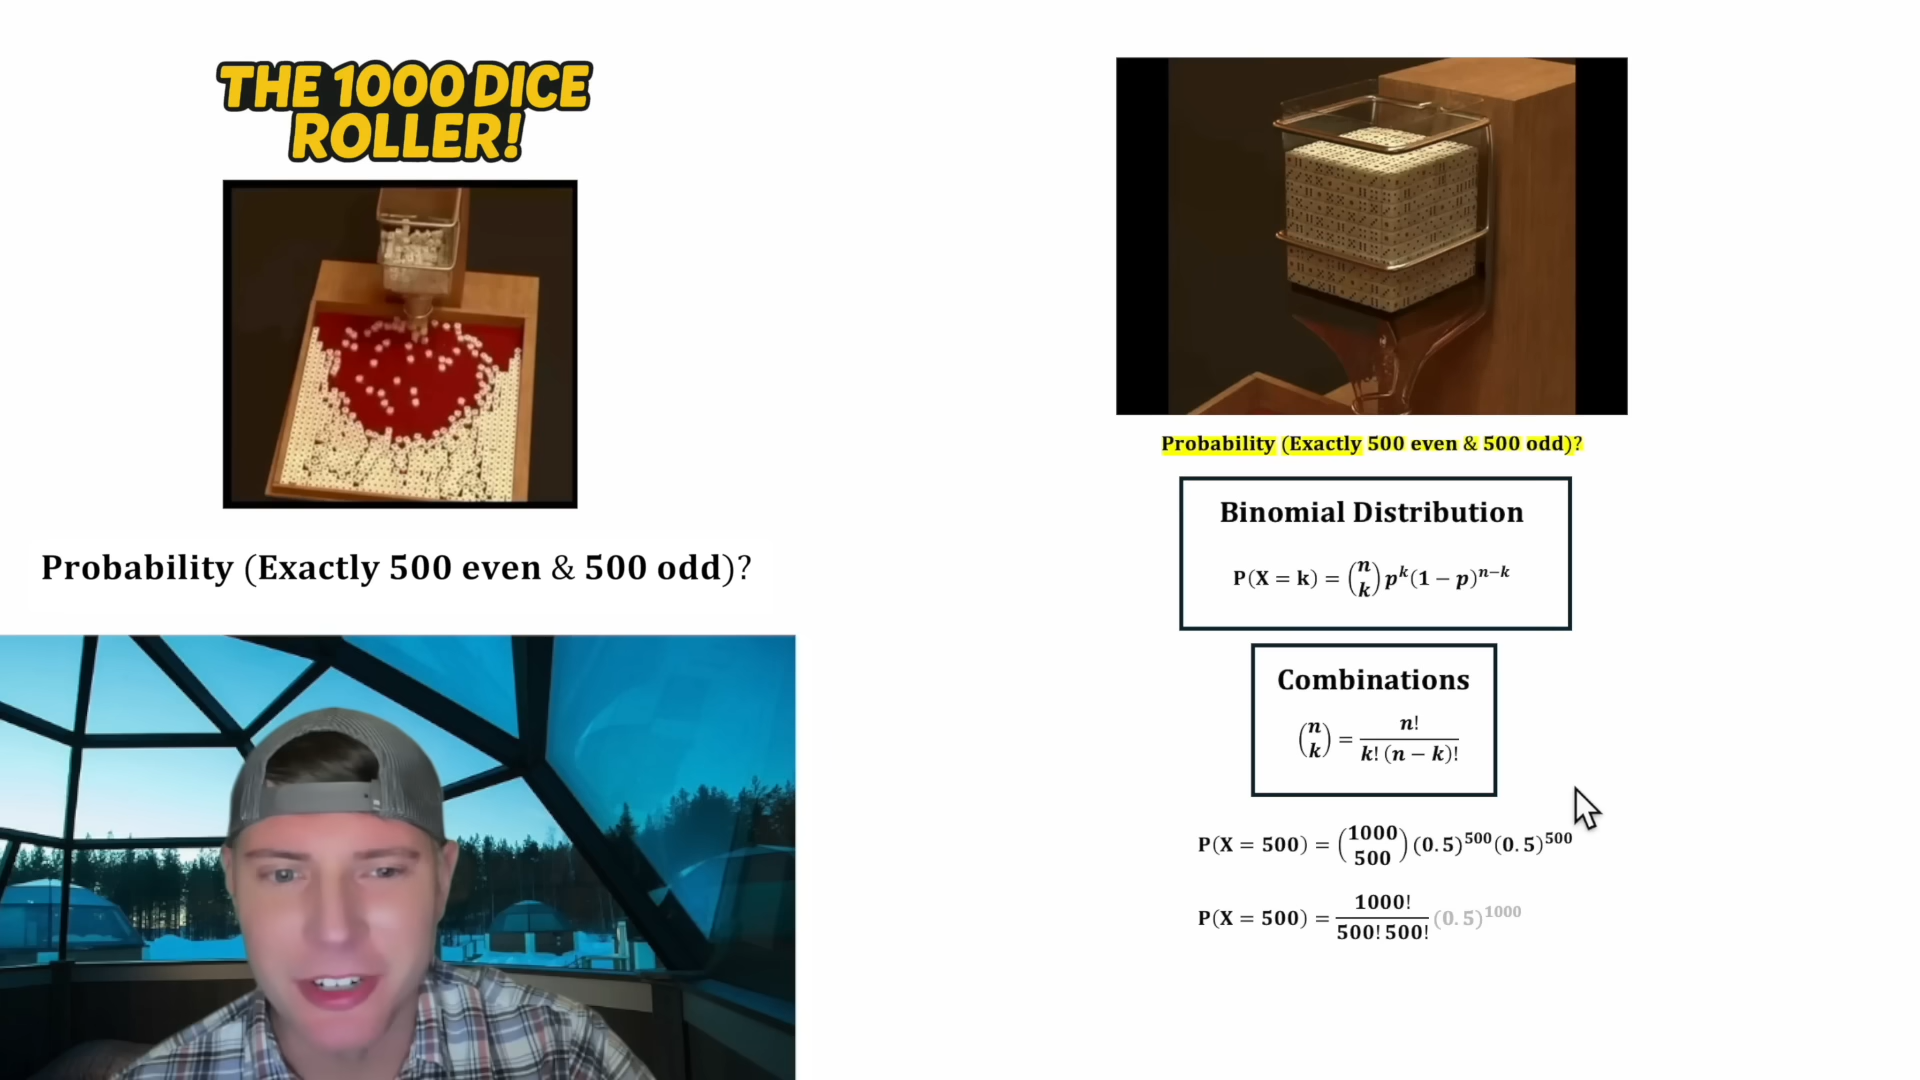 THE 1000 DICE
ROLLER!
Probability (Exactly 500 even & 500 odd)?
Probability (Exactly 500 even & 500 odd)?
Binomial Distribution
P(X = k) = (n k) p^k (1 − p)^{n−k}
Combinations
(n k) = n! / k! (n − k)!
P(X = 500) = (1000 500) (0.5)^500 (0.5)^500
P(X = 500) = 1000! / 500! 500! (0.5)^1000